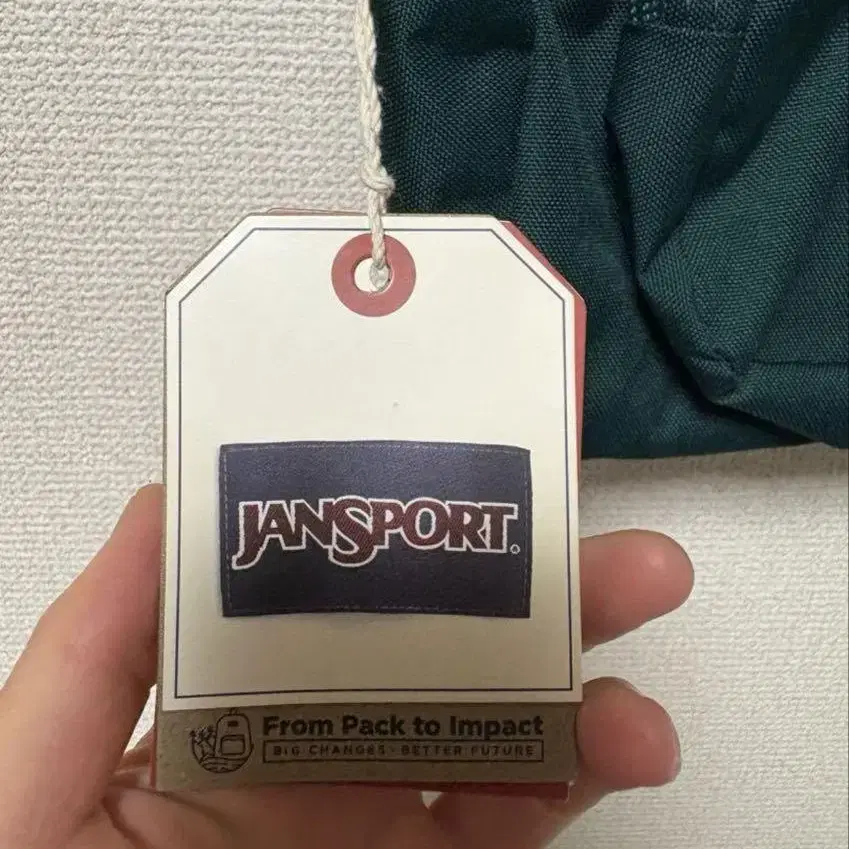 JANSPORT®
From Pack to Impact
BIG CHANGES · BETTER FUTURE